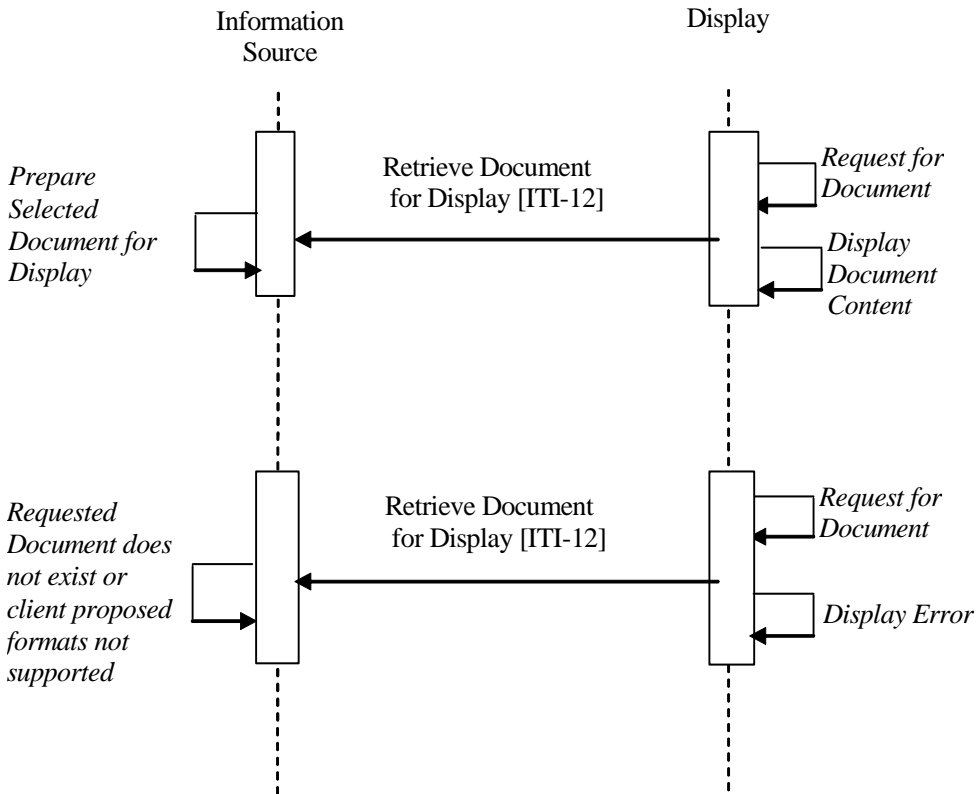 Information
Source
Display
Prepare
Selected
Document for
Display
Retrieve Document
for Display [ITI-12]
Request for
Document
Display
Document
Content
Requested
Document does
not exist or
client proposed
formats not
supported
Retrieve Document
for Display [ITI-12]
Request for
Document
Display Error